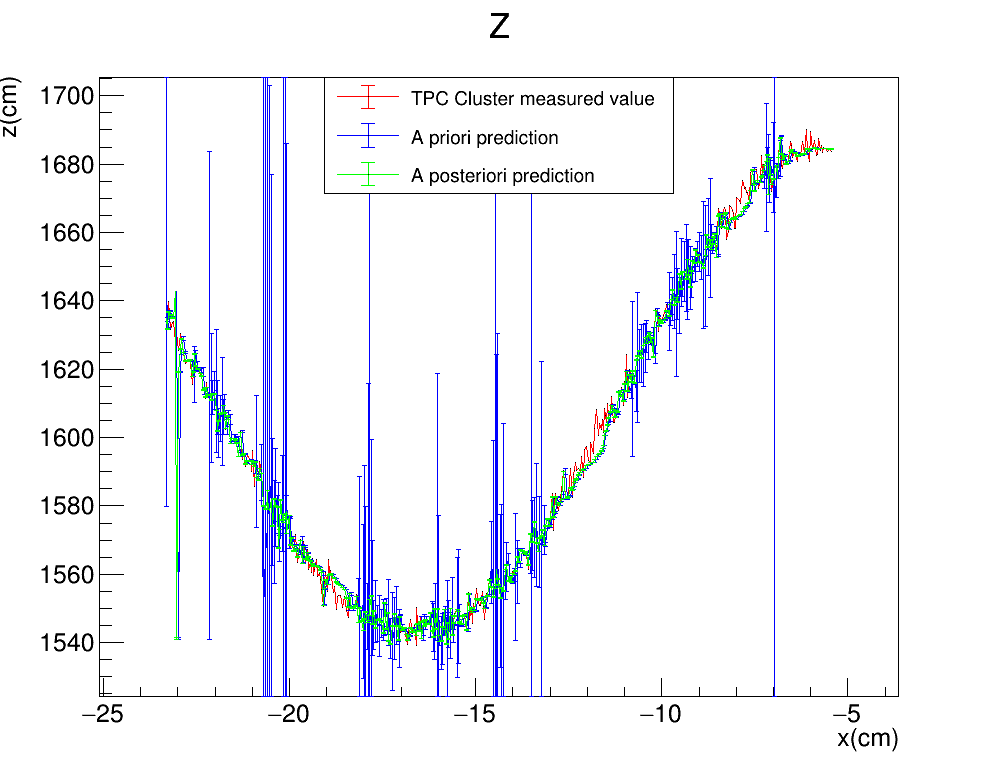 Z
z(cm)
1700
1680
1660
1640
1620
1600
1580
1560
1540
TPC Cluster measured value
A priori prediction
A posteriori prediction
−25 −20 −15 −10 −5
x(cm)